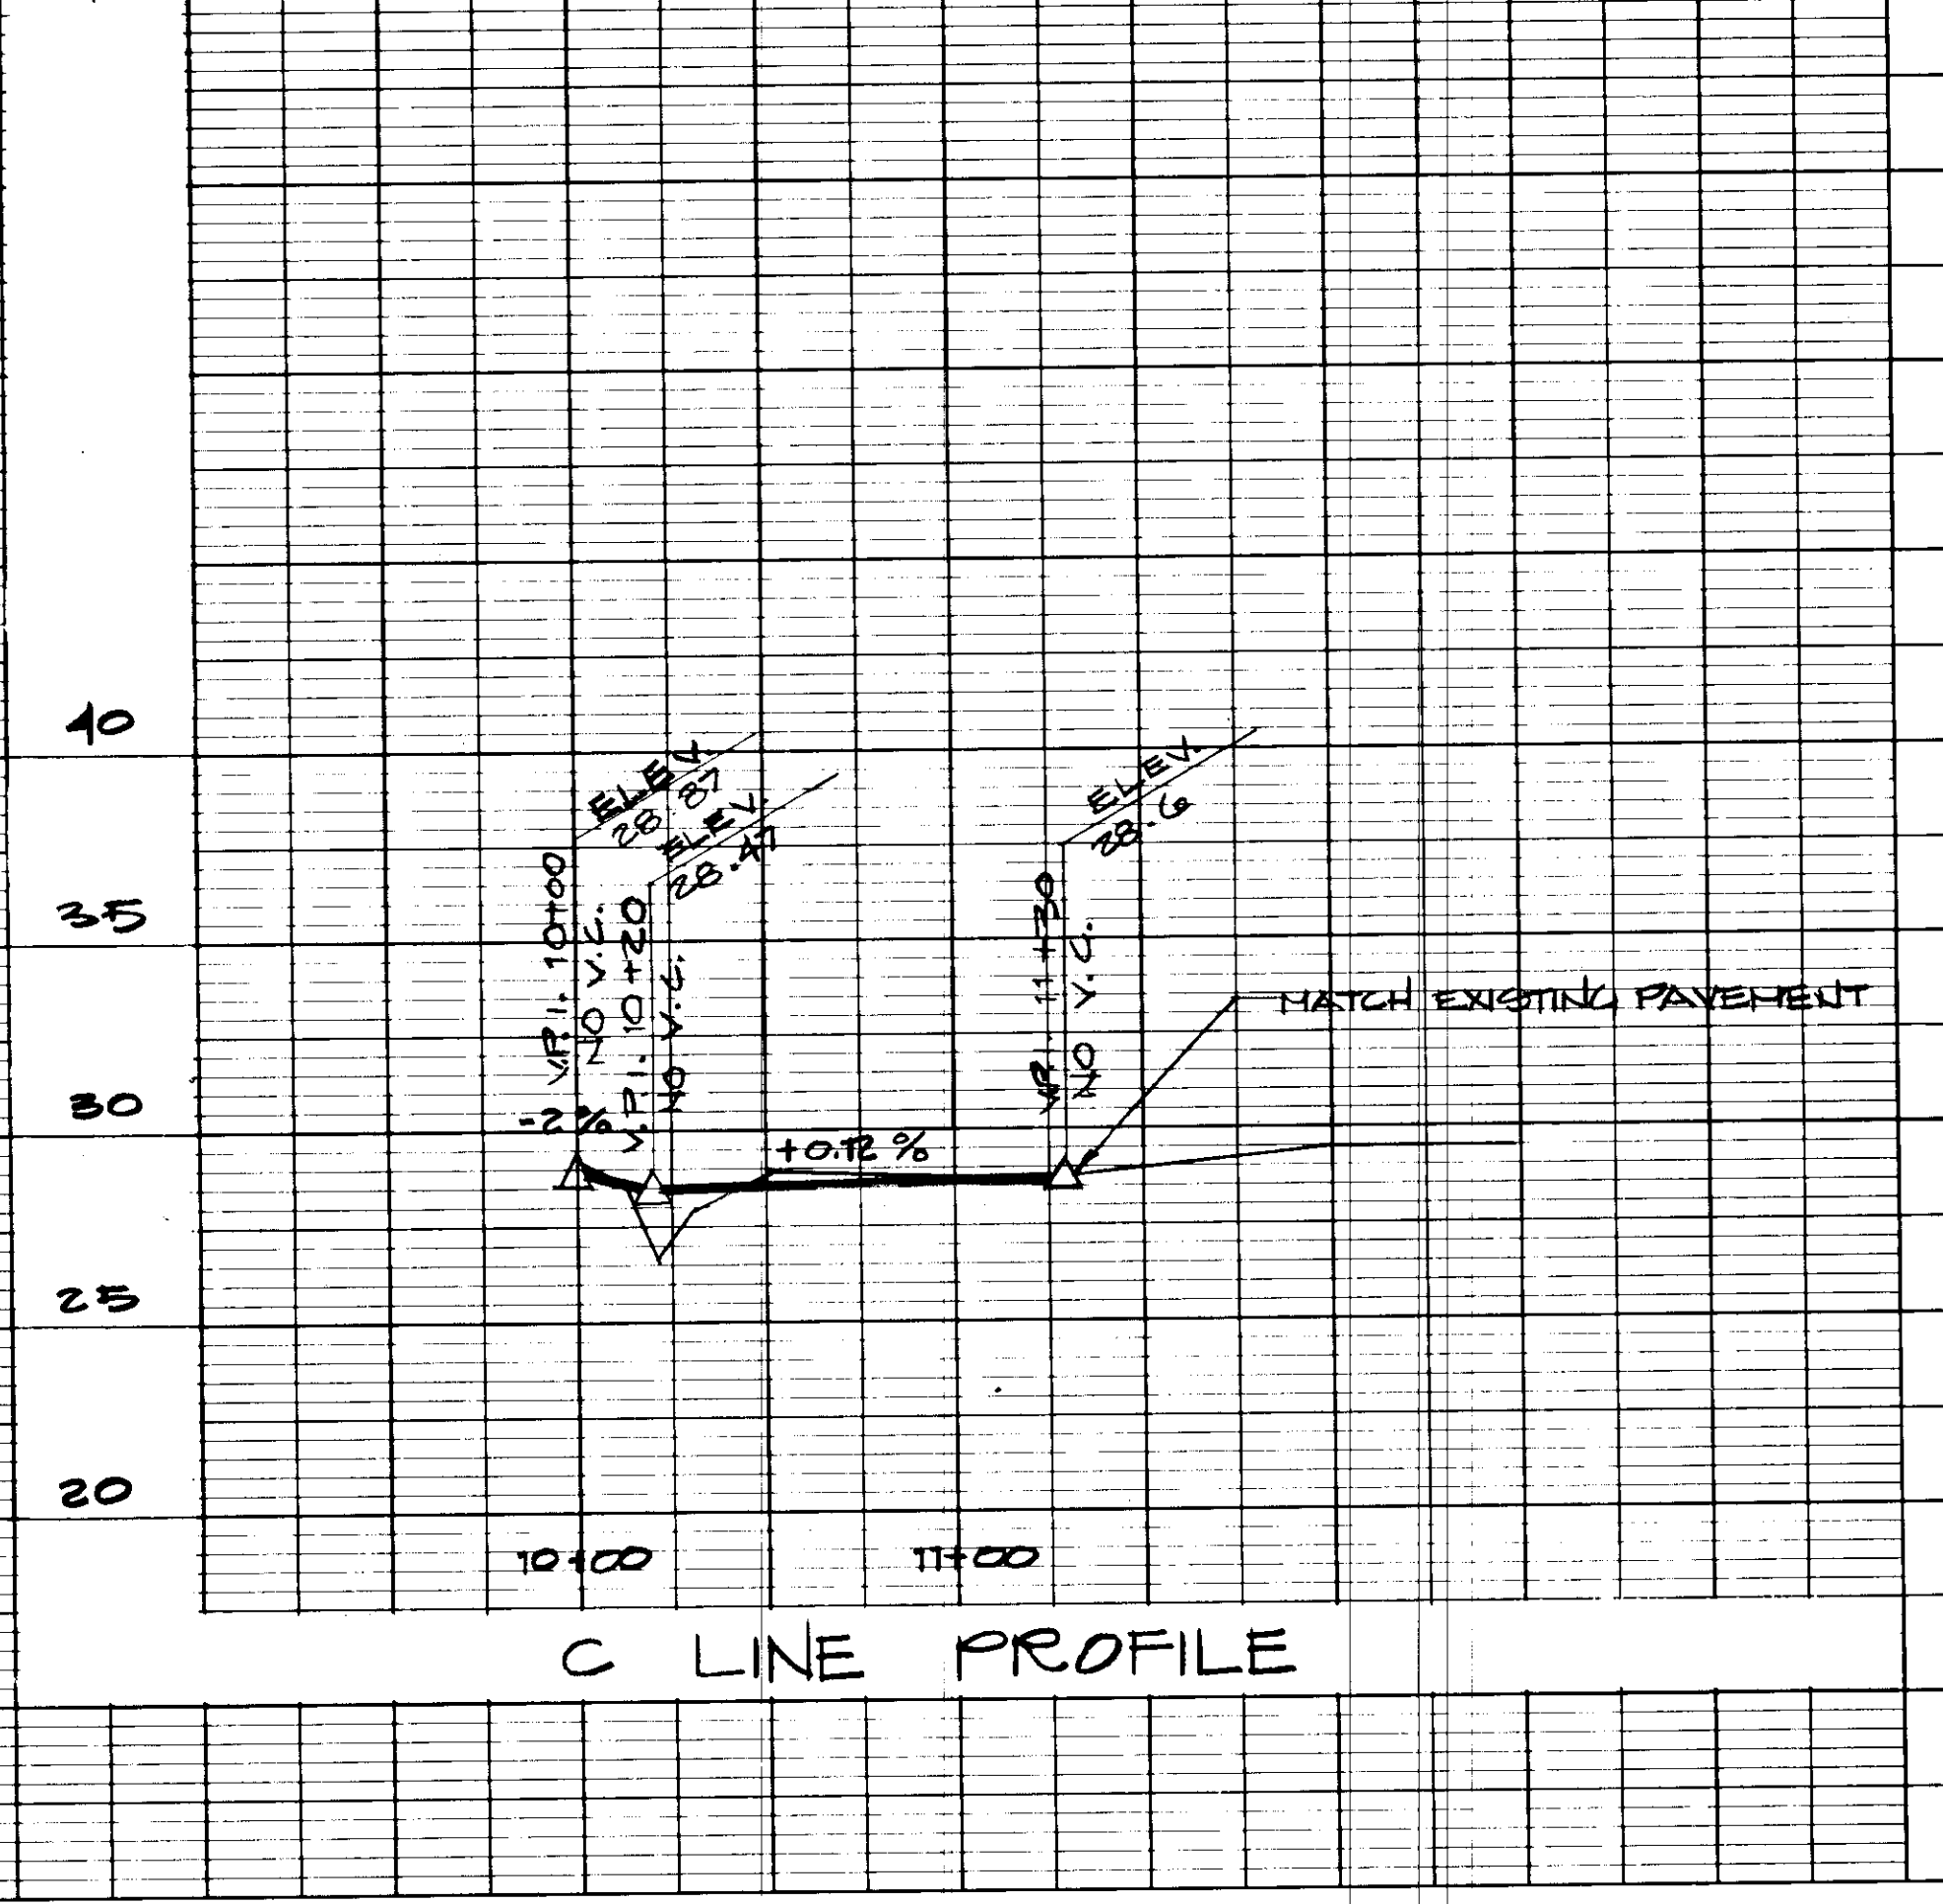 40
35
30
25
20
ELEV.
28.87
ELEV.
28.47
ELEV.
28.6
V.P.I. 10+00
NO V.C.
V.P.I. 10+20
NO V.C.
V.P.I. 11+30
NO V.C.
MATCH EXISTING PAVEMENT
-2%
+0.12%
10+00
11+00
C LINE PROFILE